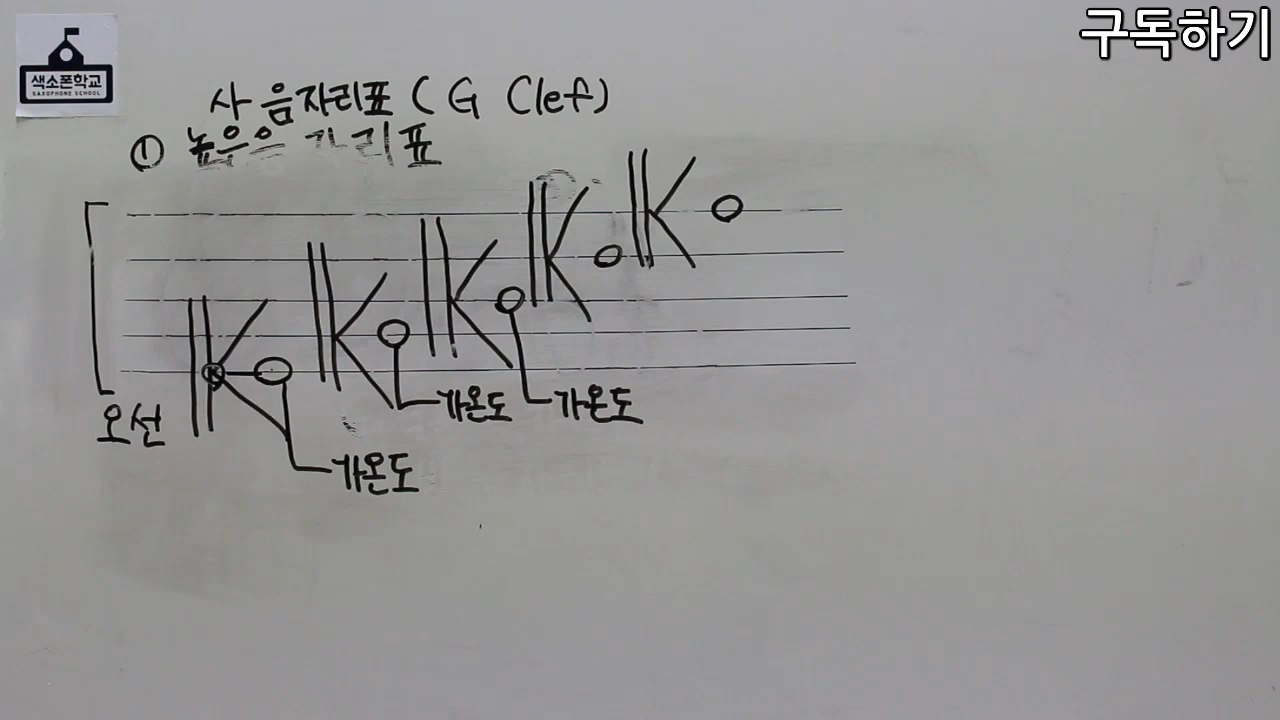 구독하기
색소폰학교
SAXOPHONE SCHOOL
사 음자리표 ( G Clef)
① 높은음 자리표
오선
가온도
가온도
가온도